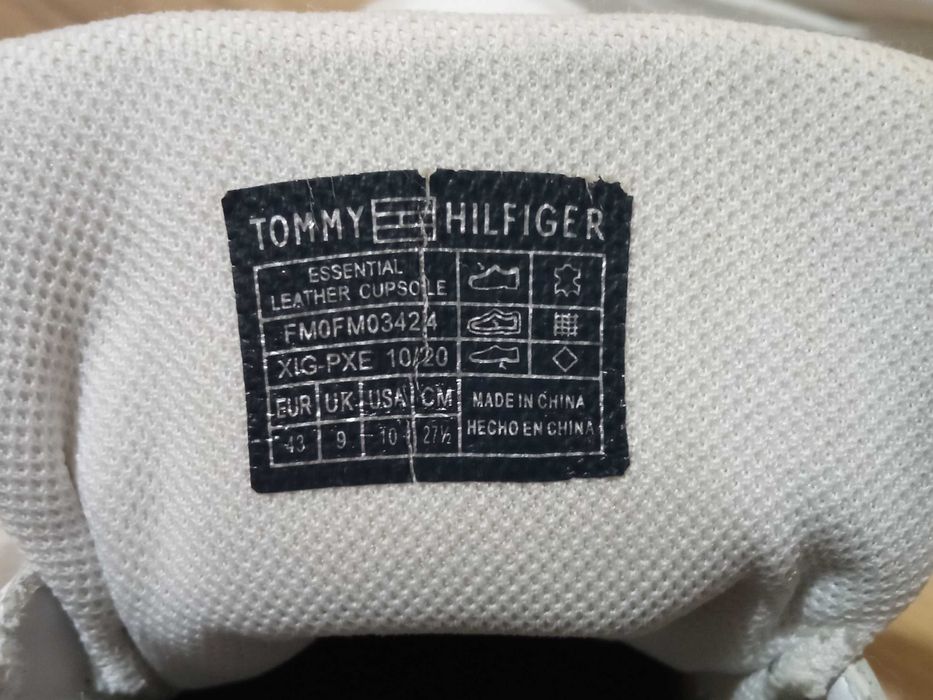 TOMMY HILFIGER
ESSENTIAL
LEATHER CUPSOLE
FM0FM03424
XIG-PXE 10/20
EUR UK USA CM
43 9 10 27½
MADE IN CHINA
HECHO EN CHINA